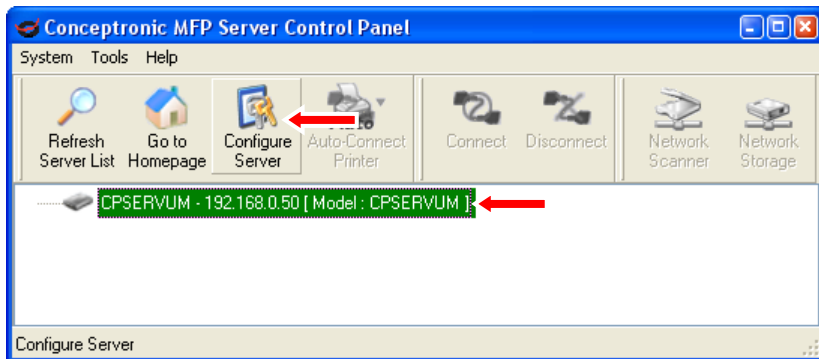 Conceptronic MFP Server Control Panel
System Tools Help
Refresh Server List
Go to Homepage
Configure Server
Auto-Connect Printer
Connect
Disconnect
Network Scanner
Network Storage
CPSERVUM - 192.168.0.50 [ Model : CPSERVUM ]
Configure Server